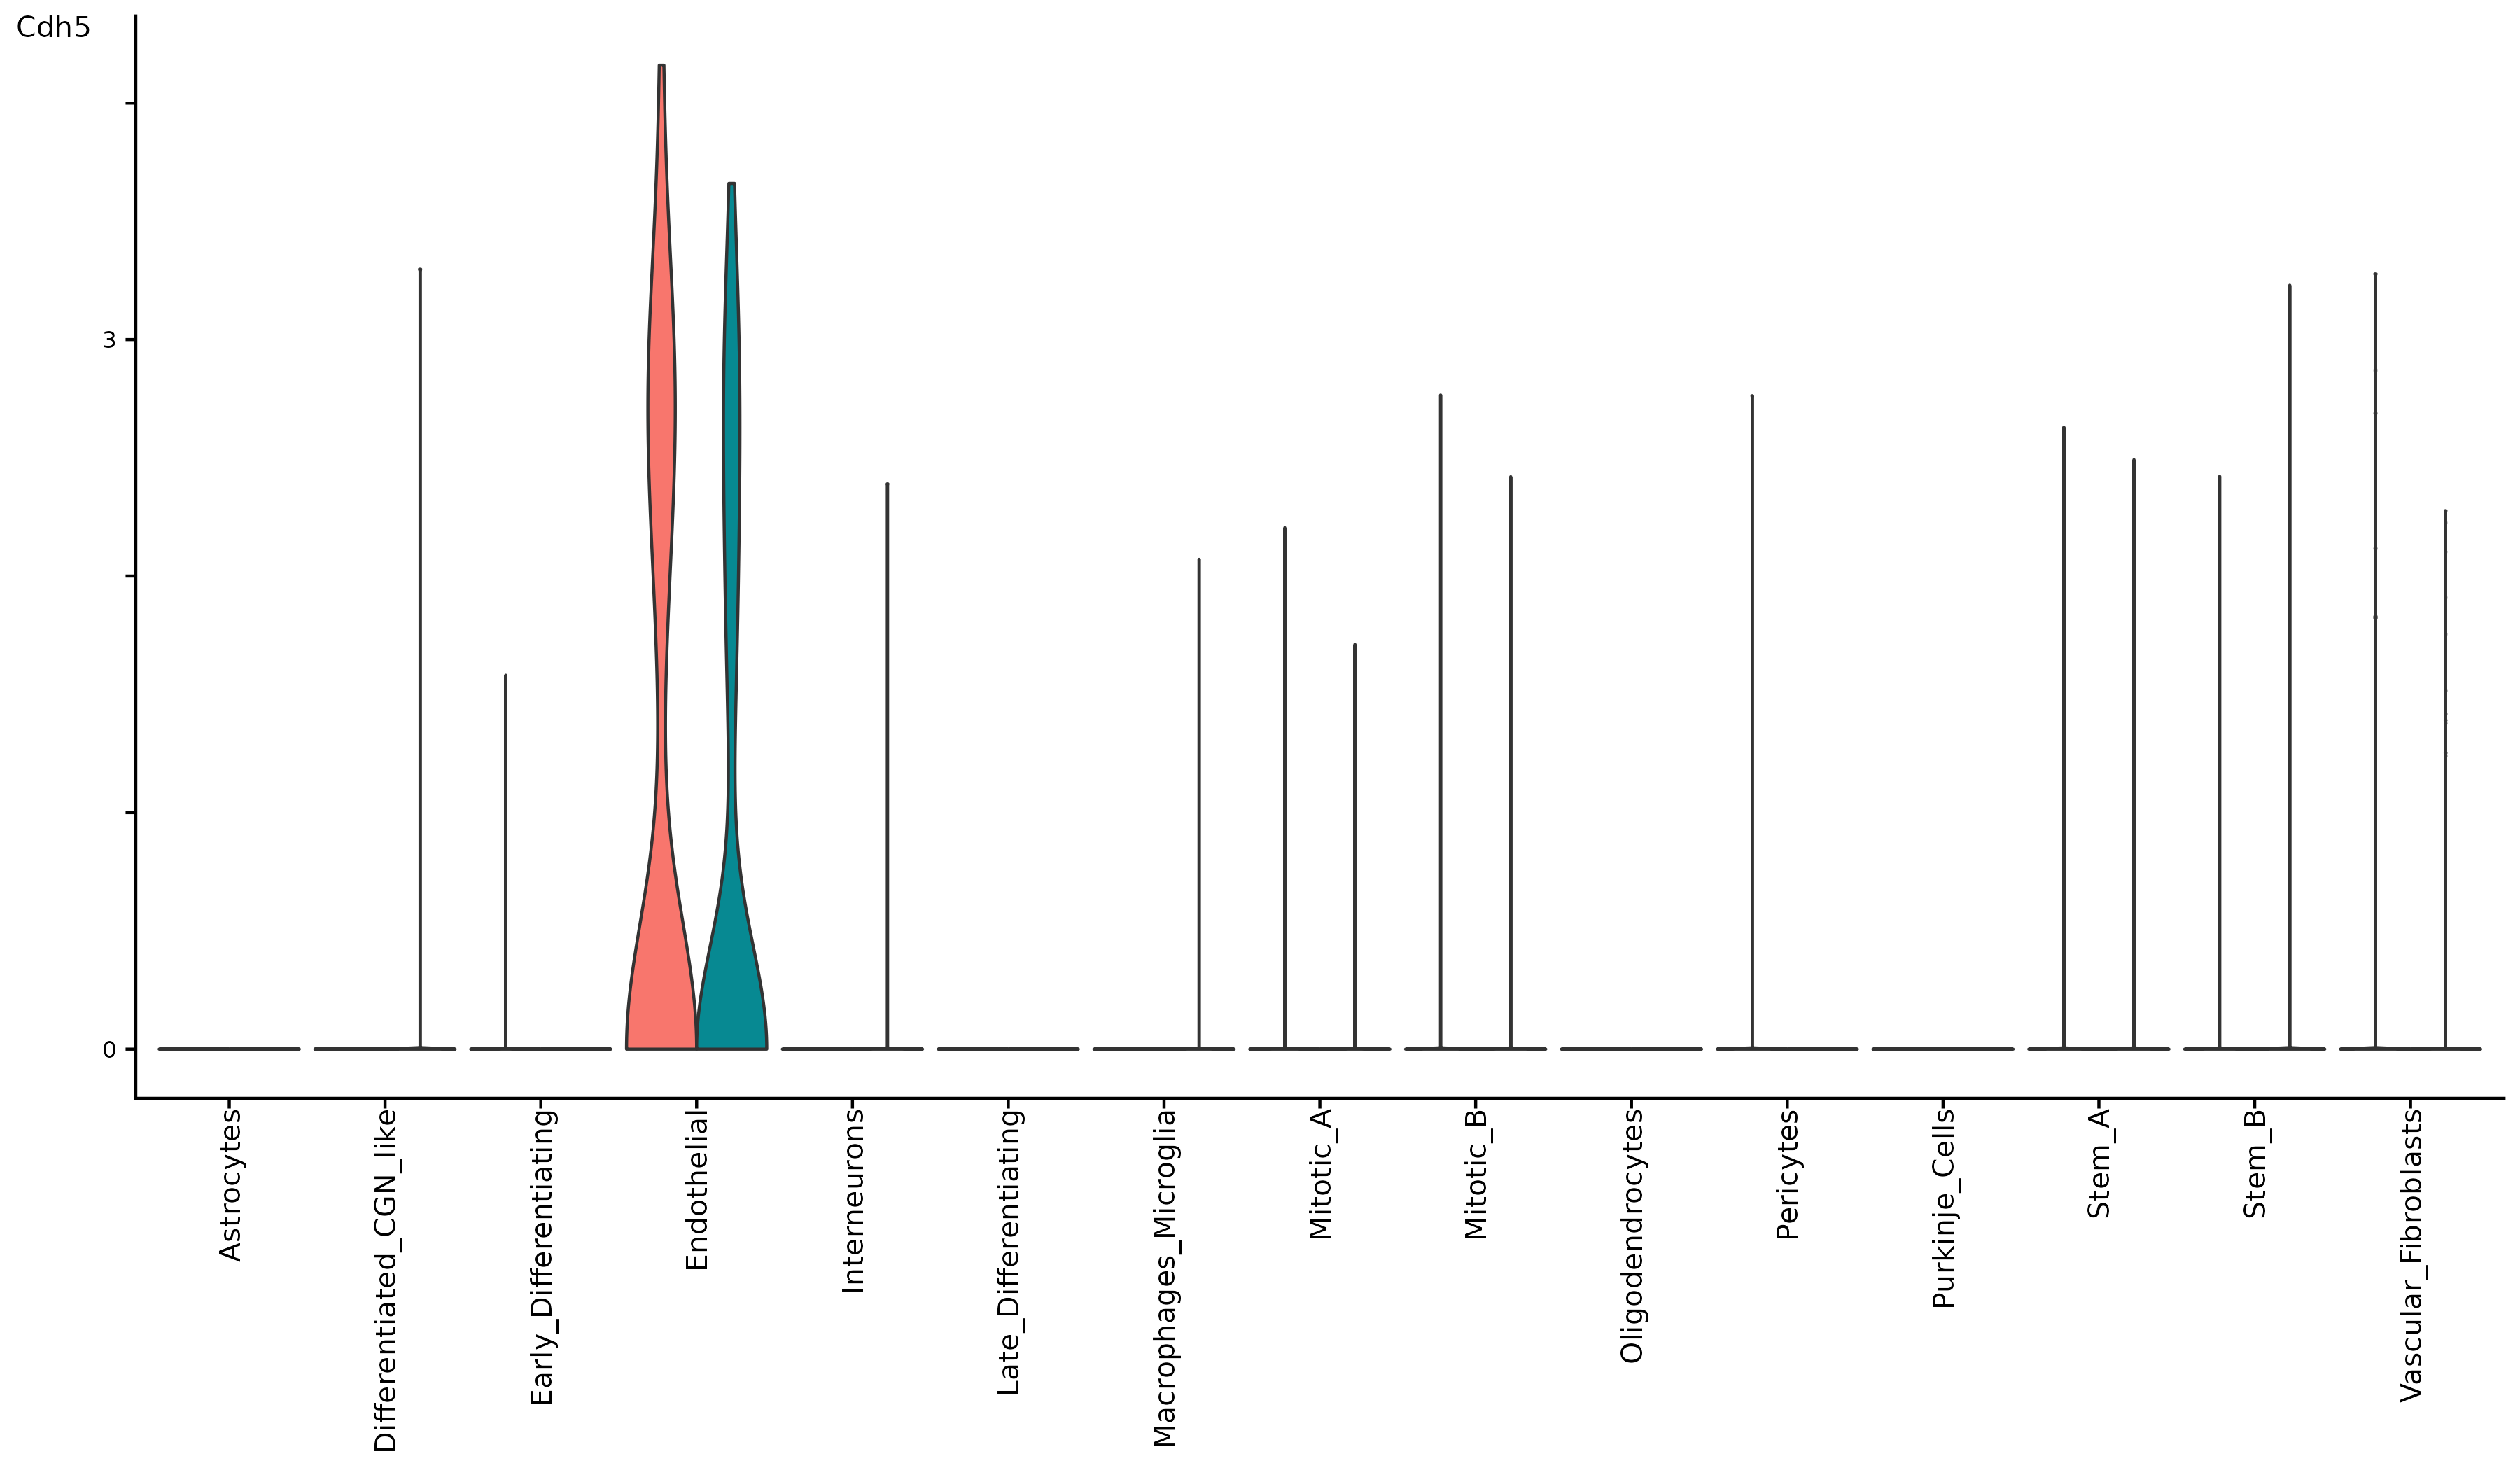 Cdh5
3
0
Astrocytes
Differentiated_CGN_like
Early_Differentiating
Endothelial
Interneurons
Late_Differentiating
Macrophages_Microglia
Mitotic_A
Mitotic_B
Oligodendrocytes
Pericytes
Purkinje_Cells
Stem_A
Stem_B
Vascular_Fibroblasts